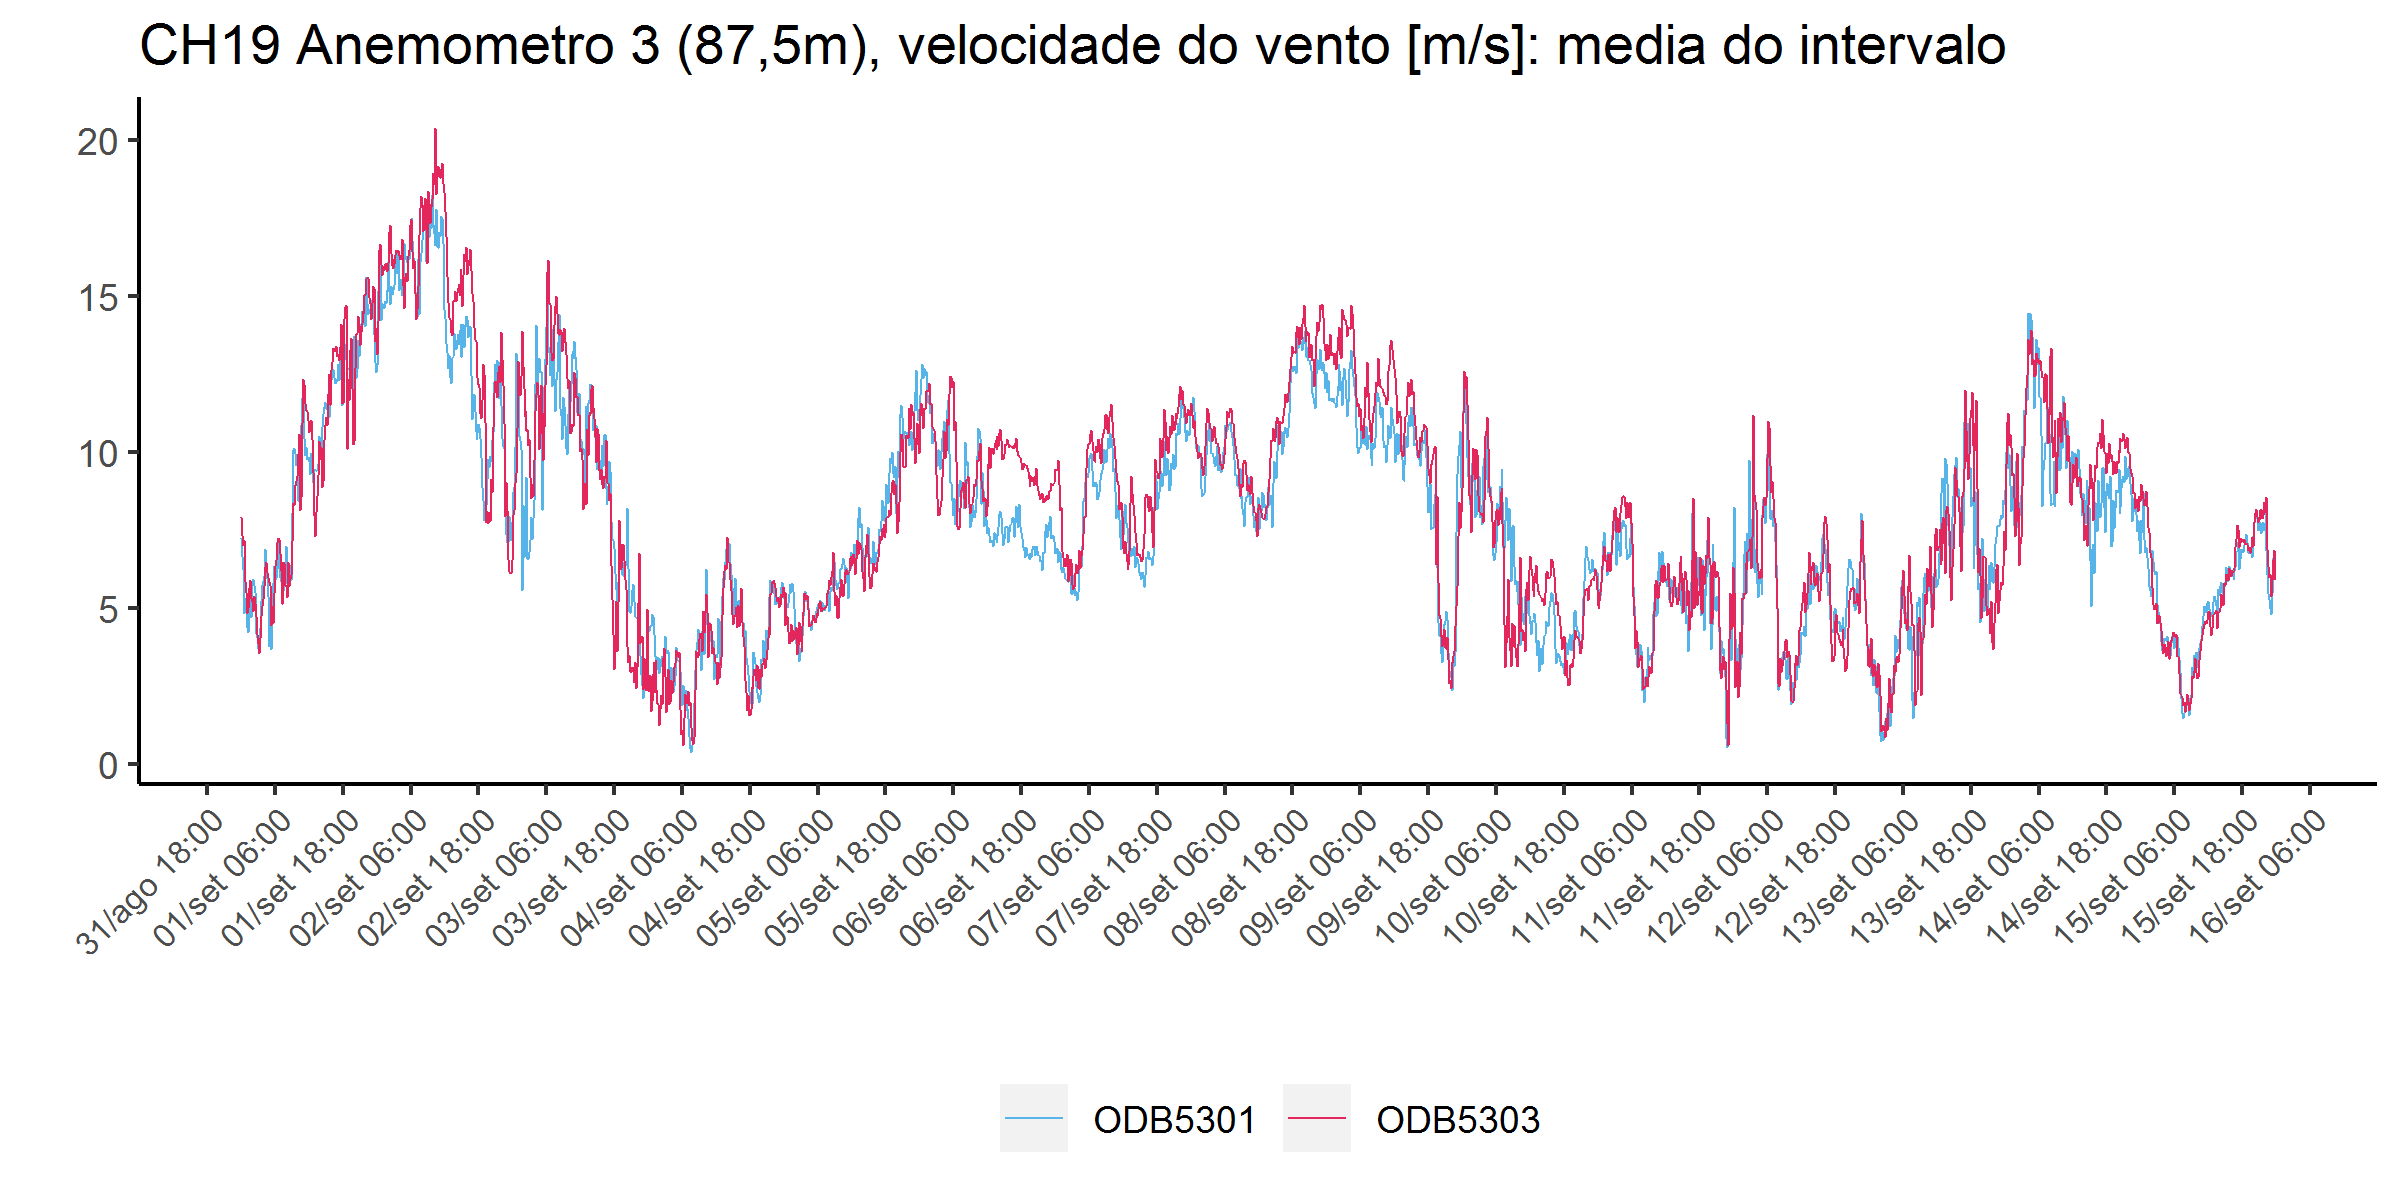 CH19 Anemometro 3 (87,5m), velocidade do vento [m/s]: media do intervalo
20
15
10
5
0
31/ago 18:00
01/set 06:00
01/set 18:00
02/set 06:00
02/set 18:00
03/set 06:00
03/set 18:00
04/set 06:00
04/set 18:00
05/set 06:00
05/set 18:00
06/set 06:00
06/set 18:00
07/set 06:00
07/set 18:00
08/set 06:00
08/set 18:00
09/set 06:00
09/set 18:00
10/set 06:00
10/set 18:00
11/set 06:00
11/set 18:00
12/set 06:00
12/set 18:00
13/set 06:00
13/set 18:00
14/set 06:00
14/set 18:00
15/set 06:00
15/set 18:00
16/set 06:00
ODB5301
ODB5303